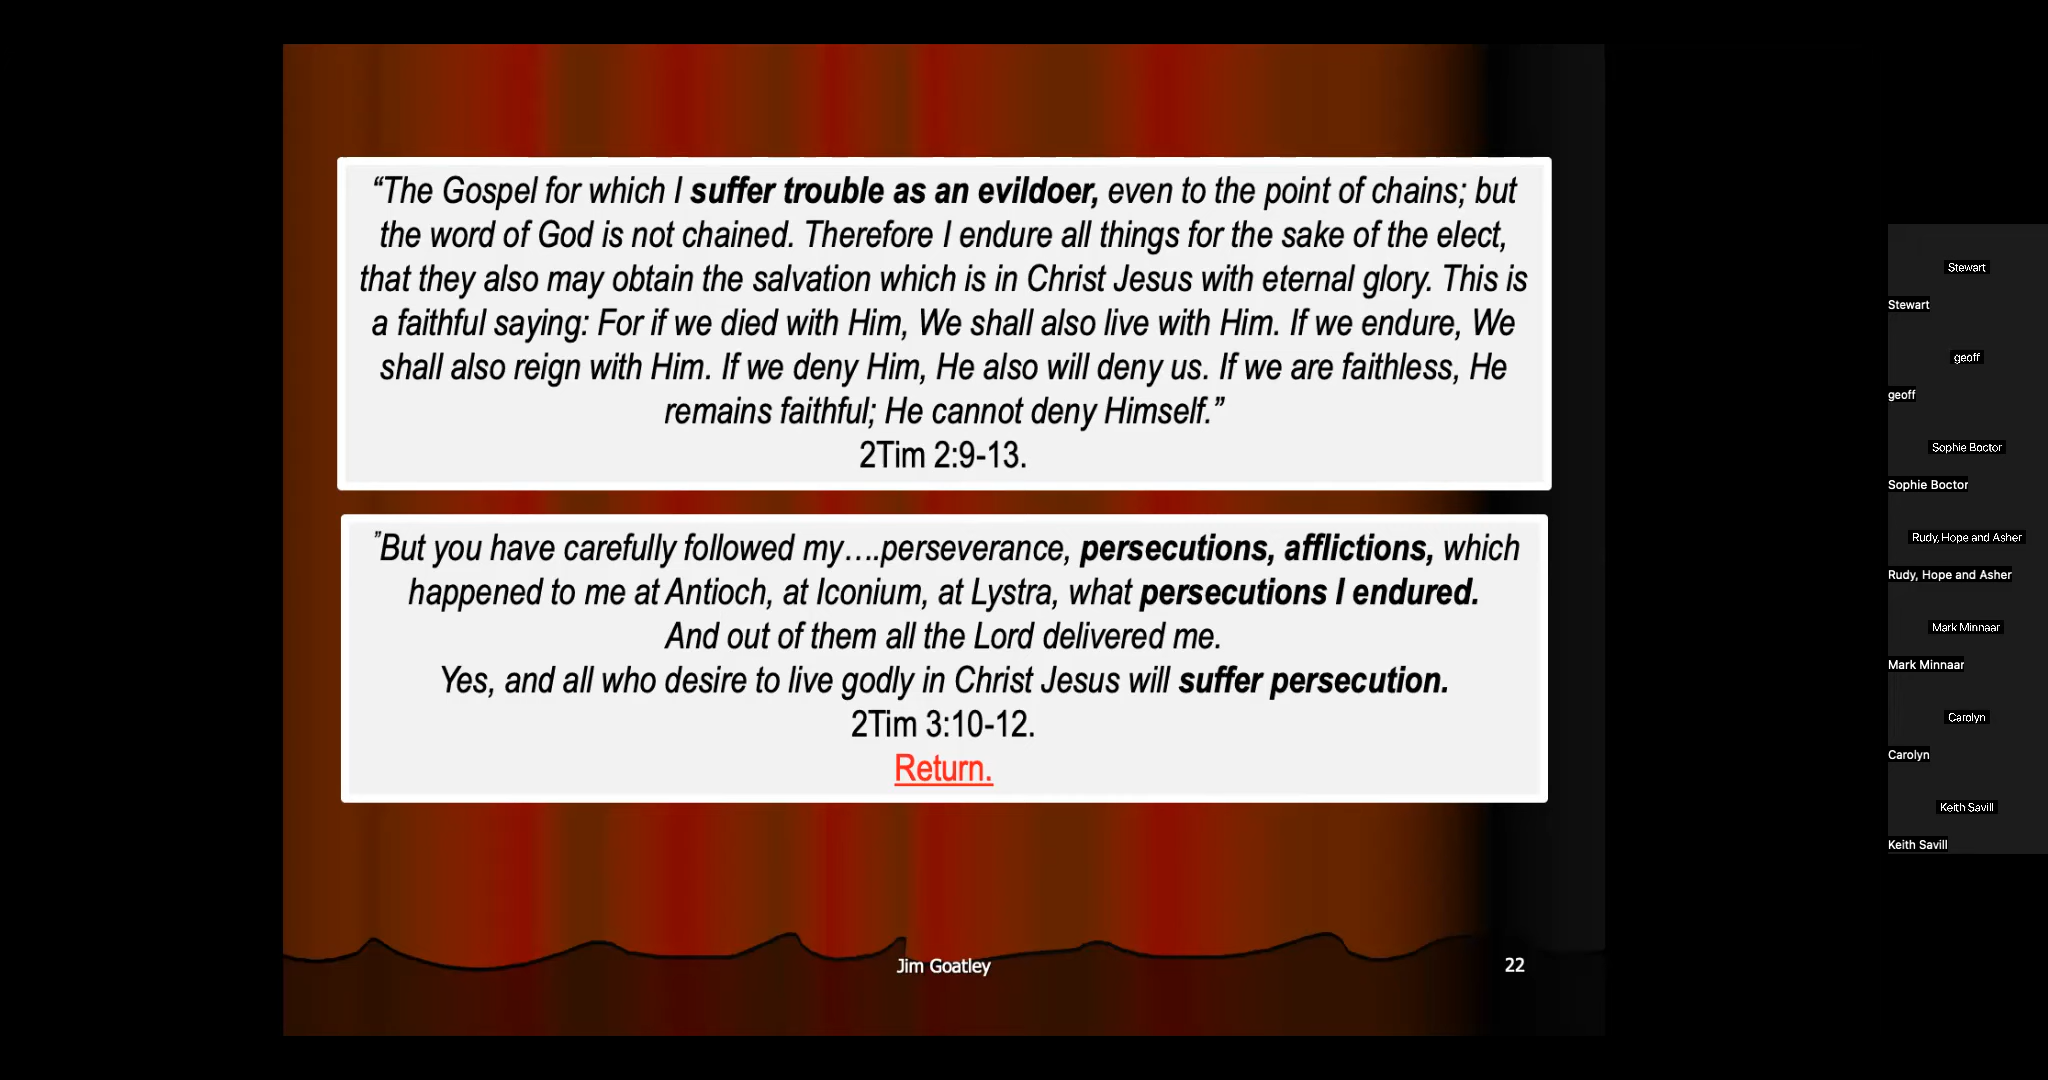 “The Gospel for which I suffer trouble as an evildoer, even to the point of chains; but
the word of God is not chained. Therefore I endure all things for the sake of the elect,
that they also may obtain the salvation which is in Christ Jesus with eternal glory. This is
a faithful saying: For if we died with Him, We shall also live with Him. If we endure, We
shall also reign with Him. If we deny Him, He also will deny us. If we are faithless, He
remains faithful; He cannot deny Himself.”
2Tim 2:9-13.
”But you have carefully followed my….perseverance, persecutions, afflictions, which
happened to me at Antioch, at Iconium, at Lystra, what persecutions I endured.
And out of them all the Lord delivered me.
Yes, and all who desire to live godly in Christ Jesus will suffer persecution.
2Tim 3:10-12.
Return.
Jim Goatley
22
Stewart
Stewart
geoff
geoff
Sophie Boctor
Sophie Boctor
Rudy, Hope and Asher
Rudy, Hope and Asher
Mark Minnaar
Mark Minnaar
Carolyn
Carolyn
Keith Savill
Keith Savill